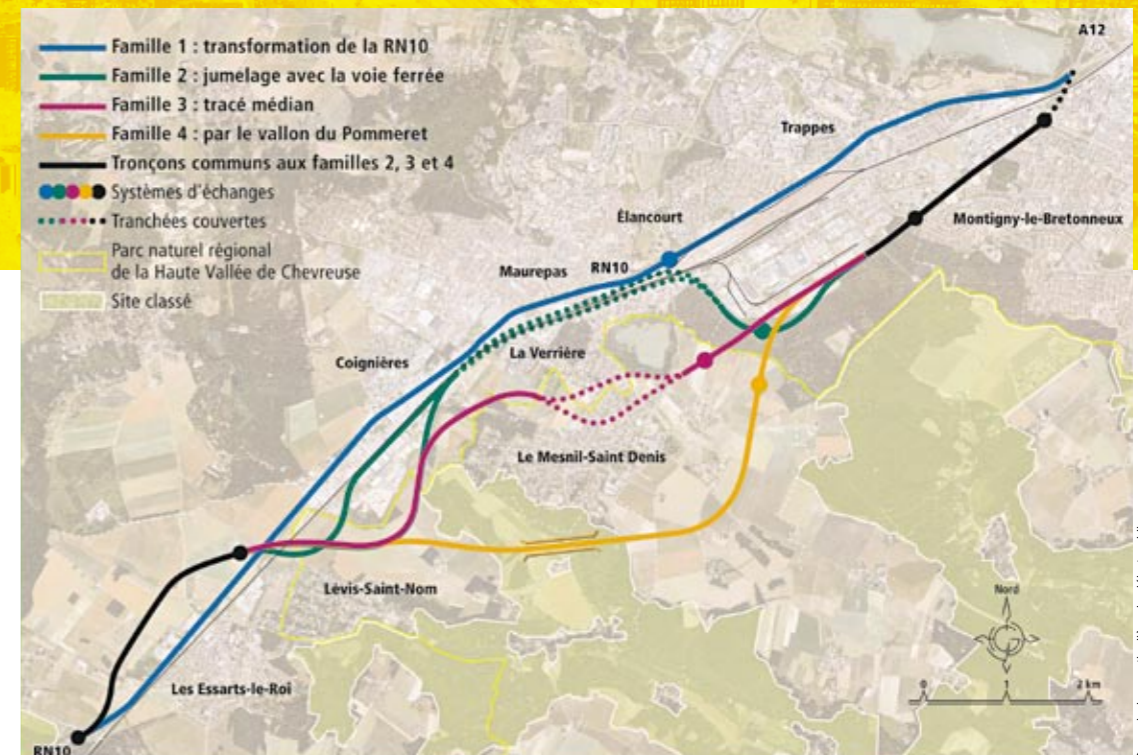 A12
Famille 1 : transformation de la RN10
Famille 2 : jumelage avec la voie ferrée
Famille 3 : tracé médian
Famille 4 : par le vallon du Pommeret
Tronçons communs aux familles 2, 3 et 4
Systèmes d'échanges
Tranchées couvertes
Parc naturel régional
de la Haute Vallée de Chevreuse
Site classé
Trappes
Élancourt
Montigny-le-Bretonneux
Maurepas
RN10
La Verrière
Coignières
Le Mesnil-Saint Denis
Lévis-Saint-Nom
Nord
Les Essarts-le-Roi
0 1 2 km
RN10